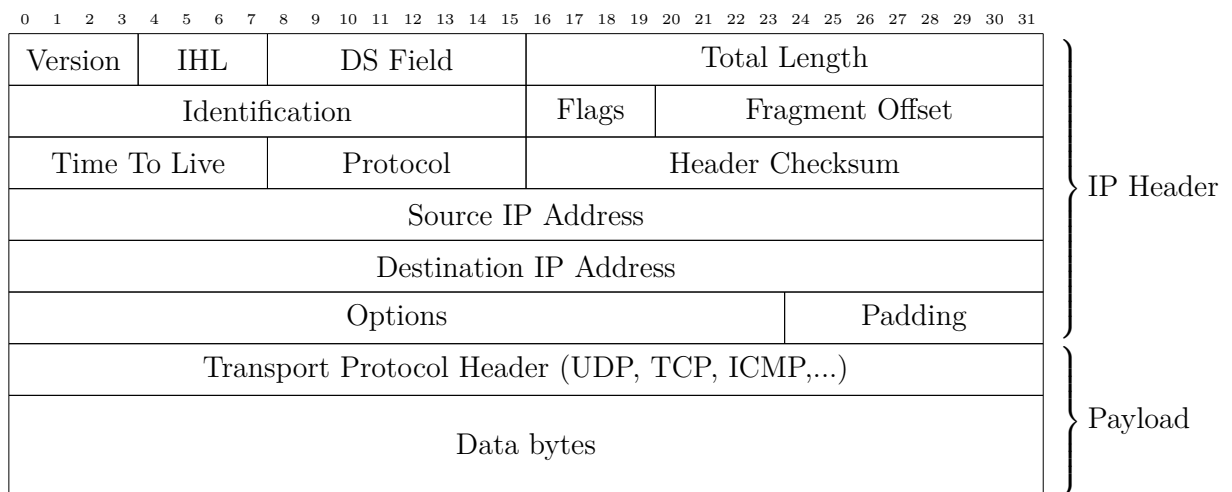 0 1 2 3 4 5 6 7 8 9 10 11 12 13 14 15 16 17 18 19 20 21 22 23 24 25 26 27 28 29 30 31
Version IHL DS Field Total Length
Identification Flags Fragment Offset
Time To Live Protocol Header Checksum
IP Header
Source IP Address
Destination IP Address
Options Padding
Transport Protocol Header (UDP, TCP, ICMP,...)
Payload
Data bytes